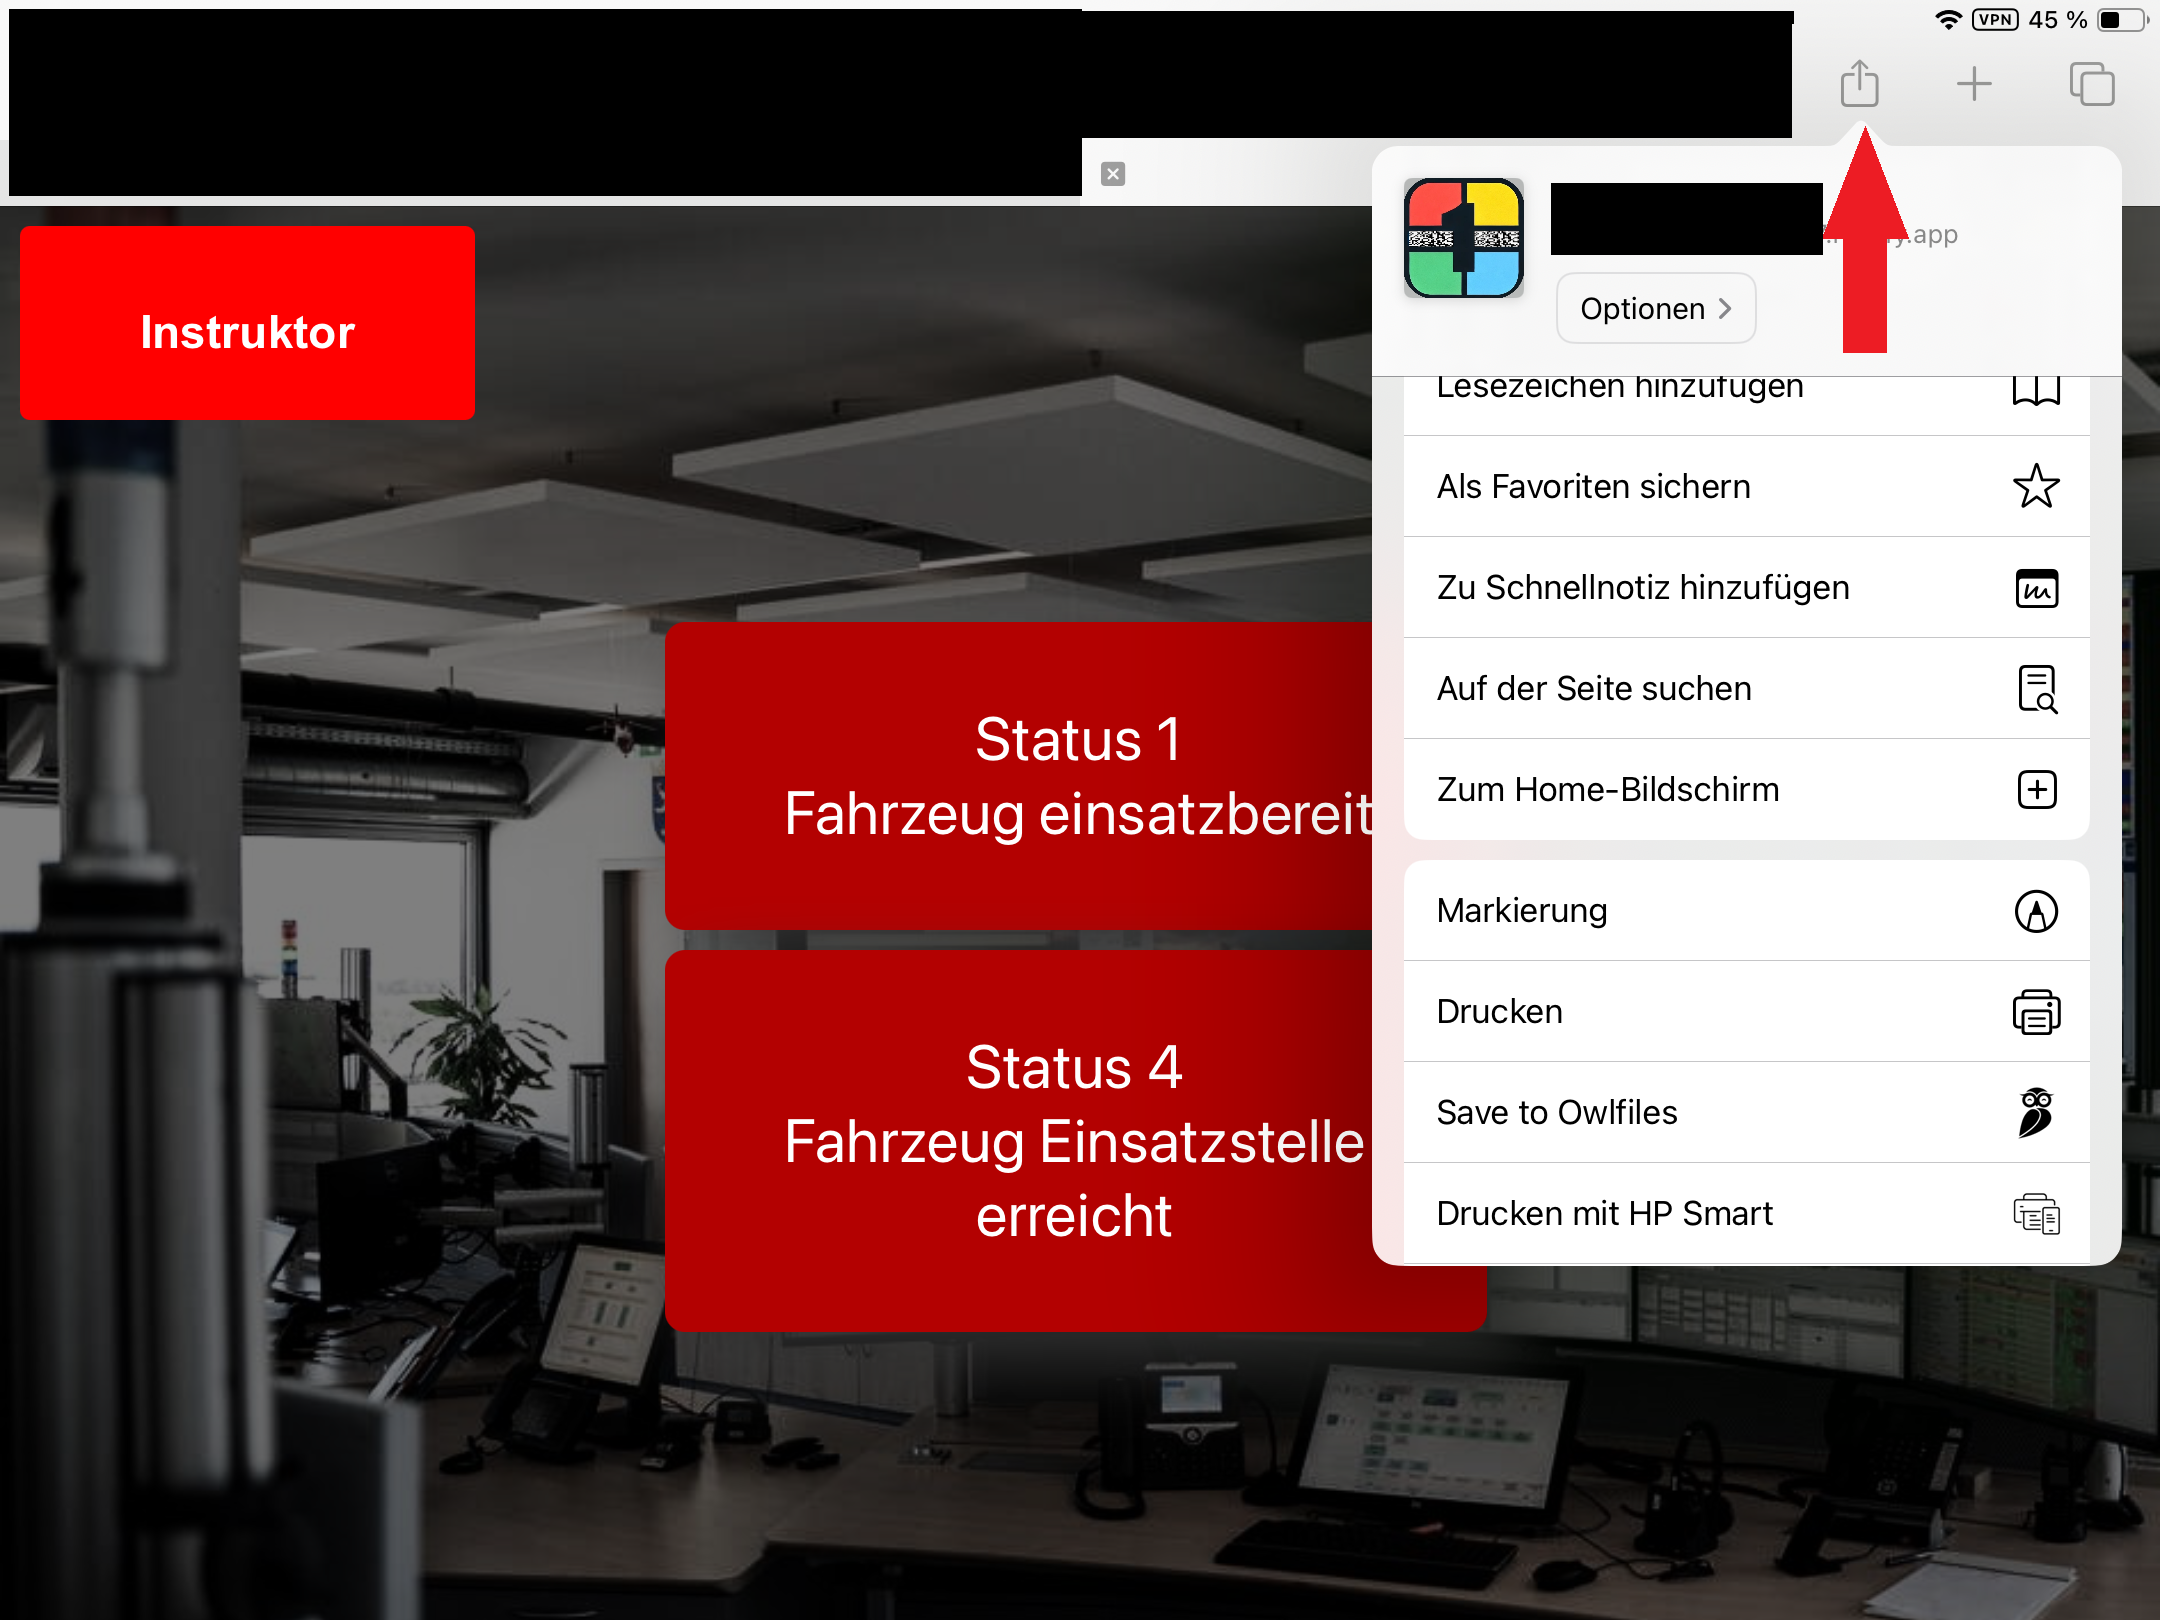 VPN 45 %
.app
Optionen
Instruktor
Lesezeichen hinzufügen
Als Favoriten sichern
Zu Schnellnotiz hinzufügen
Auf der Seite suchen
Zum Home-Bildschirm
Status 1
Fahrzeug einsatzbereit
Markierung
Drucken
Save to Owlfiles
Drucken mit HP Smart
Status 4
Fahrzeug Einsatzstelle
erreicht